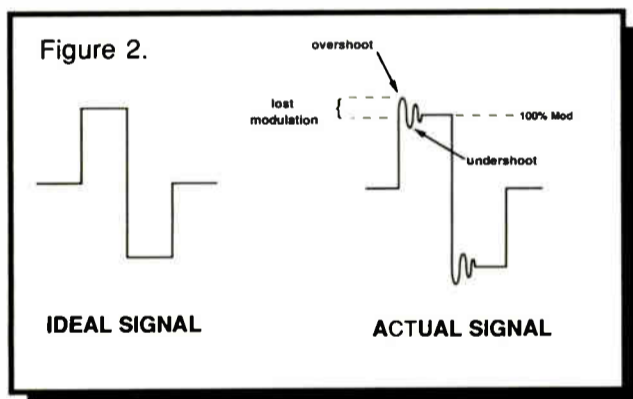 Figure 2.
overshoot
lost
modulation
100% Mod
undershoot
IDEAL SIGNAL
ACTUAL SIGNAL